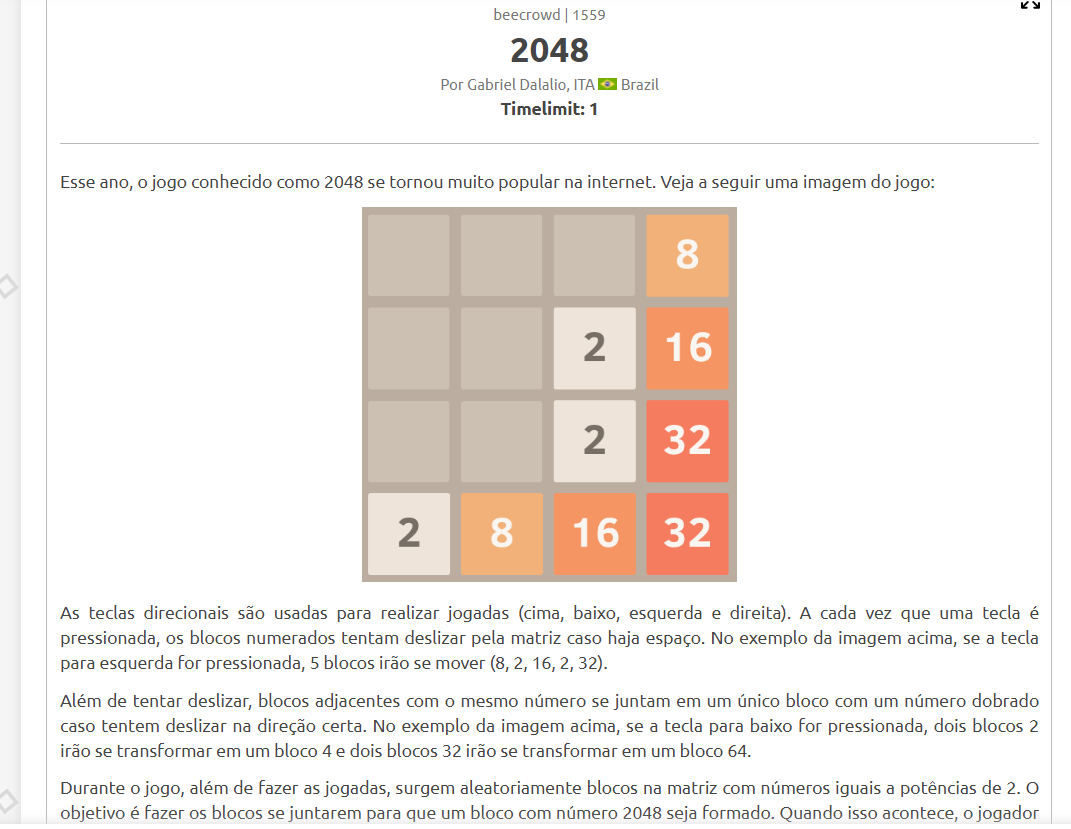 beecrowd | 1559
2048
Por Gabriel Dalalio, ITA Brazil
Timelimit: 1
Esse ano, o jogo conhecido como 2048 se tornou muito popular na internet. Veja a seguir uma imagem do jogo:
8
2 16
2 32
2 8 16 32
As teclas direcionais são usadas para realizar jogadas (cima, baixo, esquerda e direita). A cada vez que uma tecla é
pressionada, os blocos numerados tentam deslizar pela matriz caso haja espaço. No exemplo da imagem acima, se a tecla
para esquerda for pressionada, 5 blocos irão se mover (8, 2, 16, 2, 32).
Além de tentar deslizar, blocos adjacentes com o mesmo número se juntam em um único bloco com um número dobrado
caso tentem deslizar na direção certa. No exemplo da imagem acima, se a tecla para baixo for pressionada, dois blocos 2
irão se transformar em um bloco 4 e dois blocos 32 irão se transformar em um bloco 64.
Durante o jogo, além de fazer as jogadas, surgem aleatoriamente blocos na matriz com números iguais a potências de 2. O
objetivo é fazer os blocos se juntarem para que um bloco com número 2048 seja formado. Quando isso acontece, o jogador